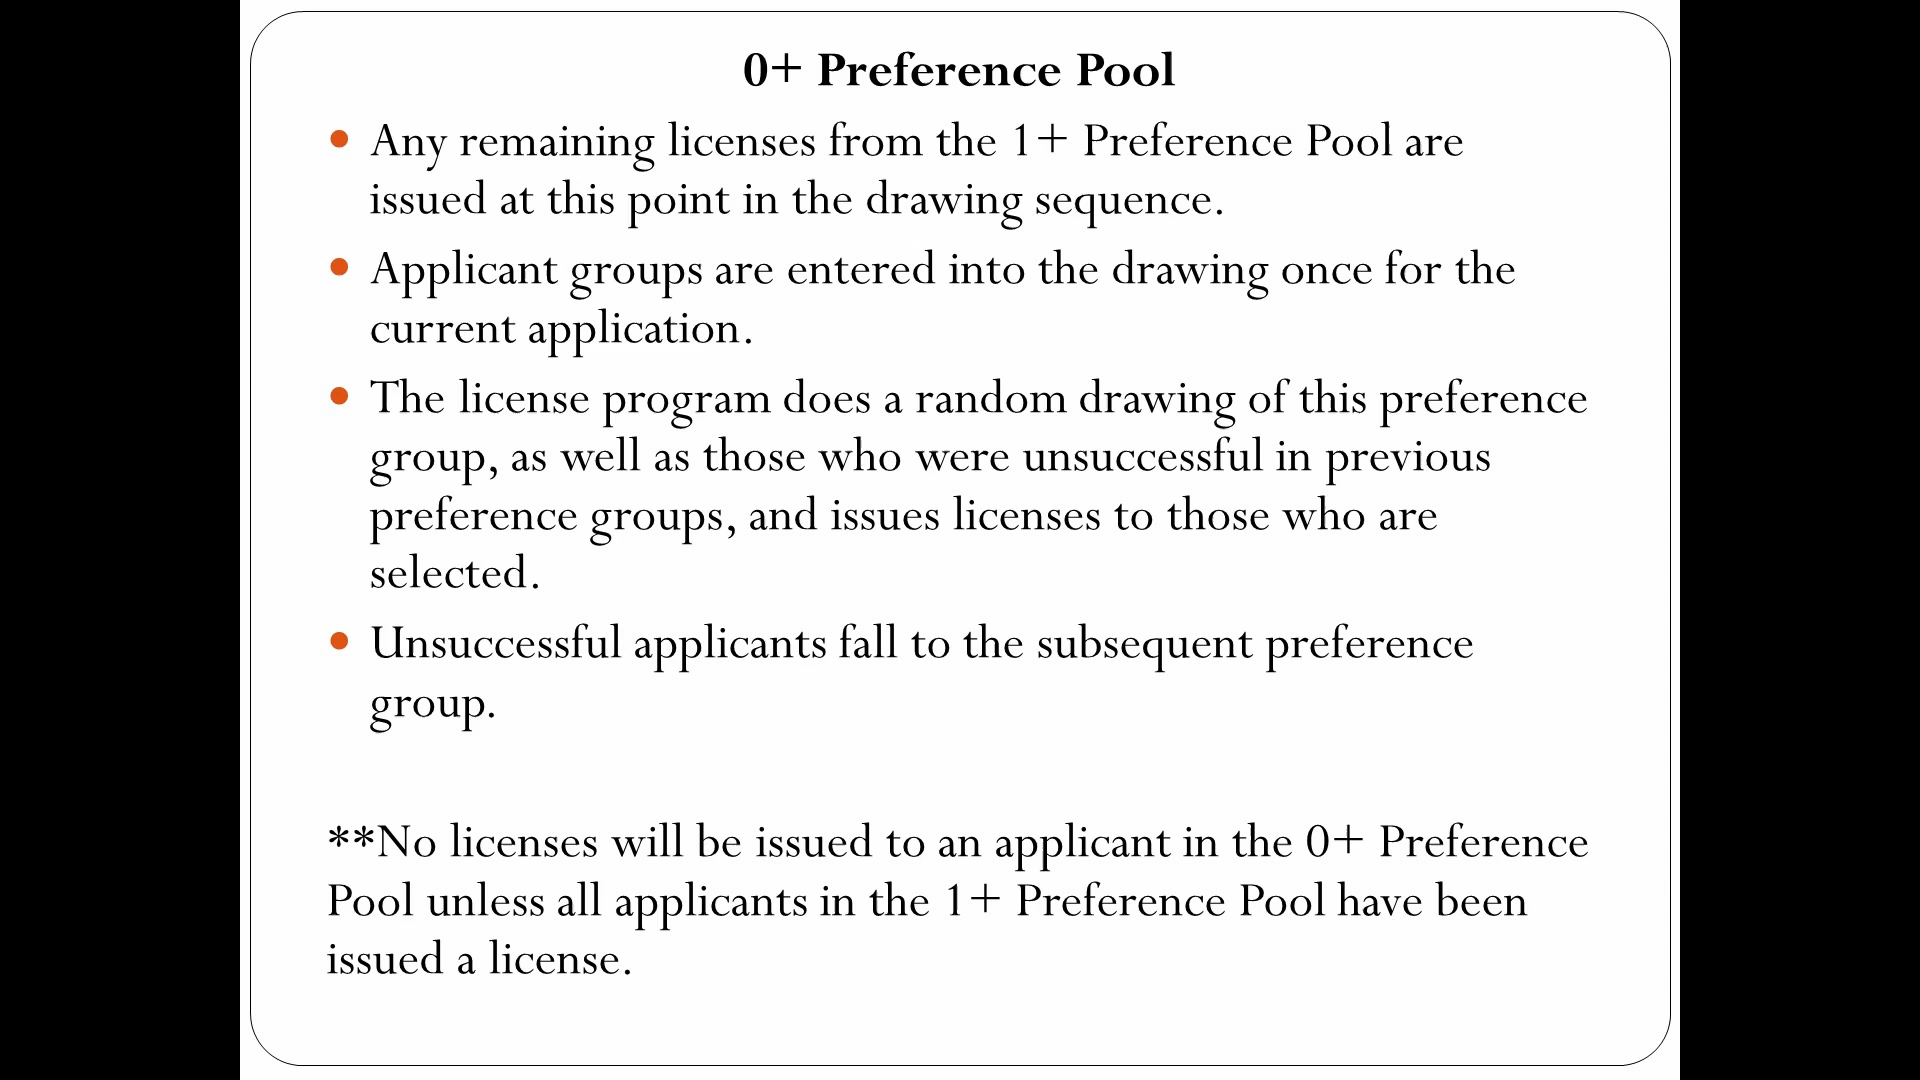 0+ Preference Pool
• Any remaining licenses from the 1+ Preference Pool are
issued at this point in the drawing sequence.
• Applicant groups are entered into the drawing once for the
current application.
• The license program does a random drawing of this preference
group, as well as those who were unsuccessful in previous
preference groups, and issues licenses to those who are
selected.
• Unsuccessful applicants fall to the subsequent preference
group.
**No licenses will be issued to an applicant in the 0+ Preference
Pool unless all applicants in the 1+ Preference Pool have been
issued a license.